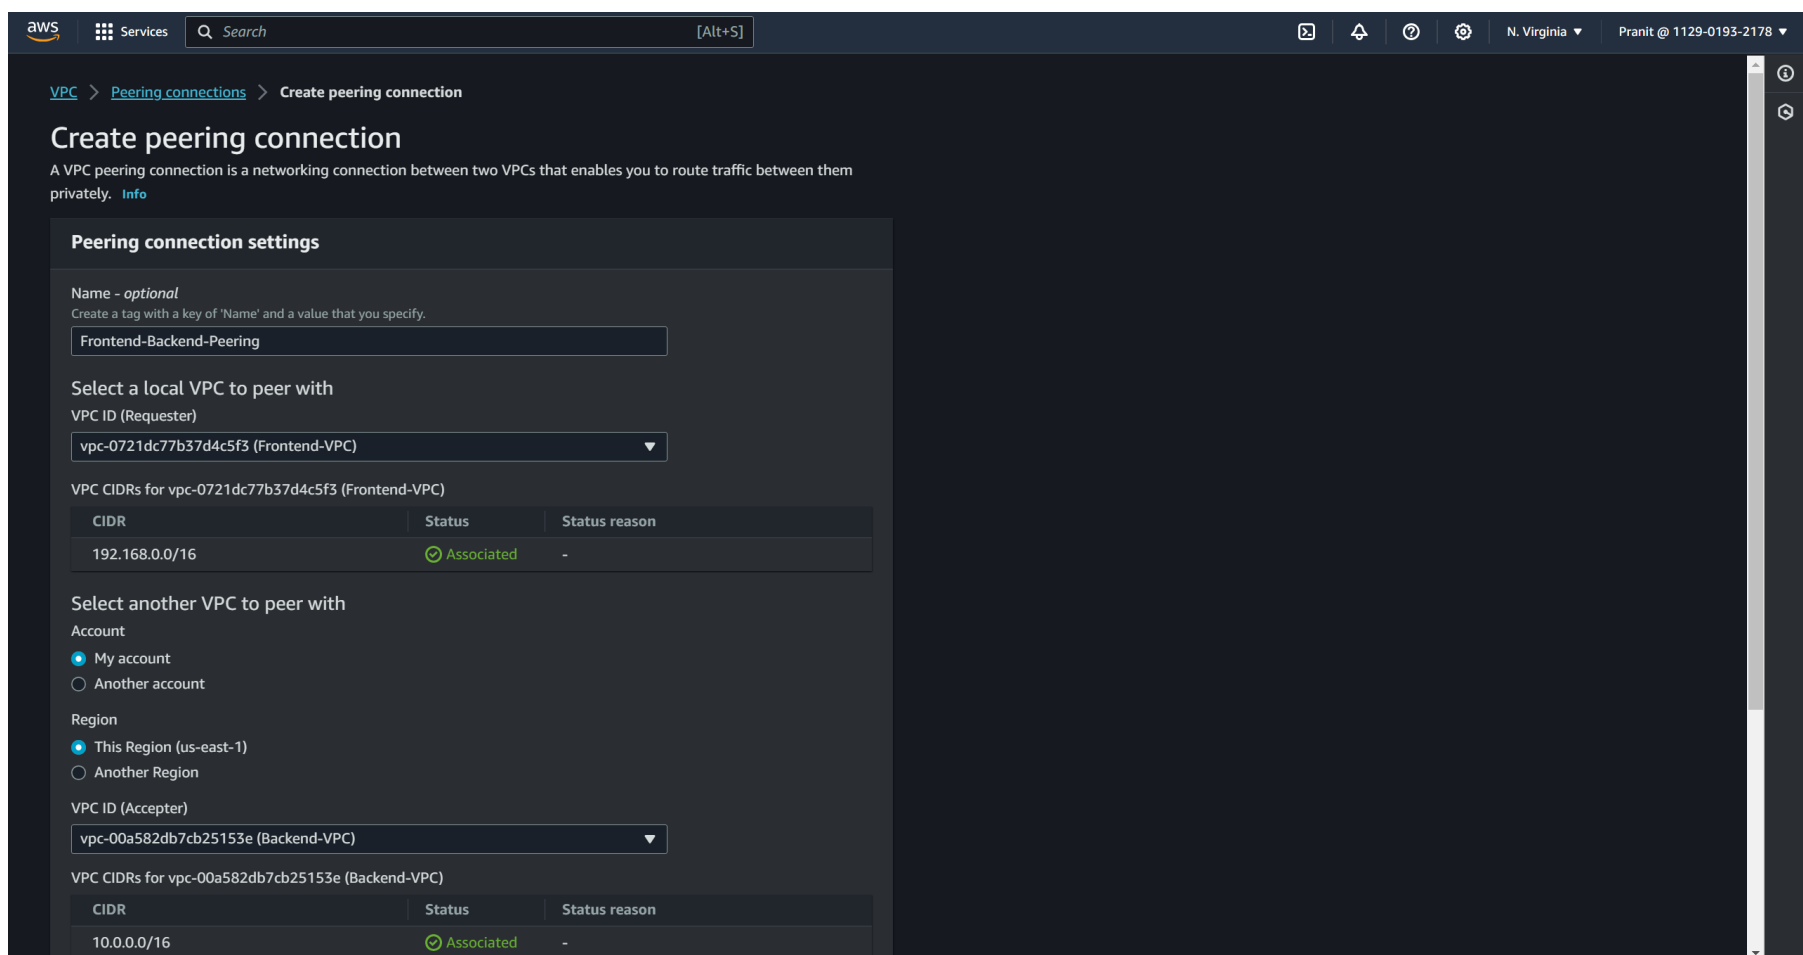 aws
Services
Search
[Alt+S]
N. Virginia
Pranit @ 1129-0193-2178
VPC
Peering connections
Create peering connection
Create peering connection
A VPC peering connection is a networking connection between two VPCs that enables you to route traffic between them
privately. Info
Peering connection settings
Name - optional
Create a tag with a key of 'Name' and a value that you specify.
Frontend-Backend-Peering
Select a local VPC to peer with
VPC ID (Requester)
vpc-0721dc77b37d4c5f3 (Frontend-VPC)
VPC CIDRs for vpc-0721dc77b37d4c5f3 (Frontend-VPC)
CIDR Status Status reason
192.168.0.0/16 Associated -
Select another VPC to peer with
Account
My account
Another account
Region
This Region (us-east-1)
Another Region
VPC ID (Accepter)
vpc-00a582db7cb25153e (Backend-VPC)
VPC CIDRs for vpc-00a582db7cb25153e (Backend-VPC)
CIDR Status Status reason
10.0.0.0/16 Associated -